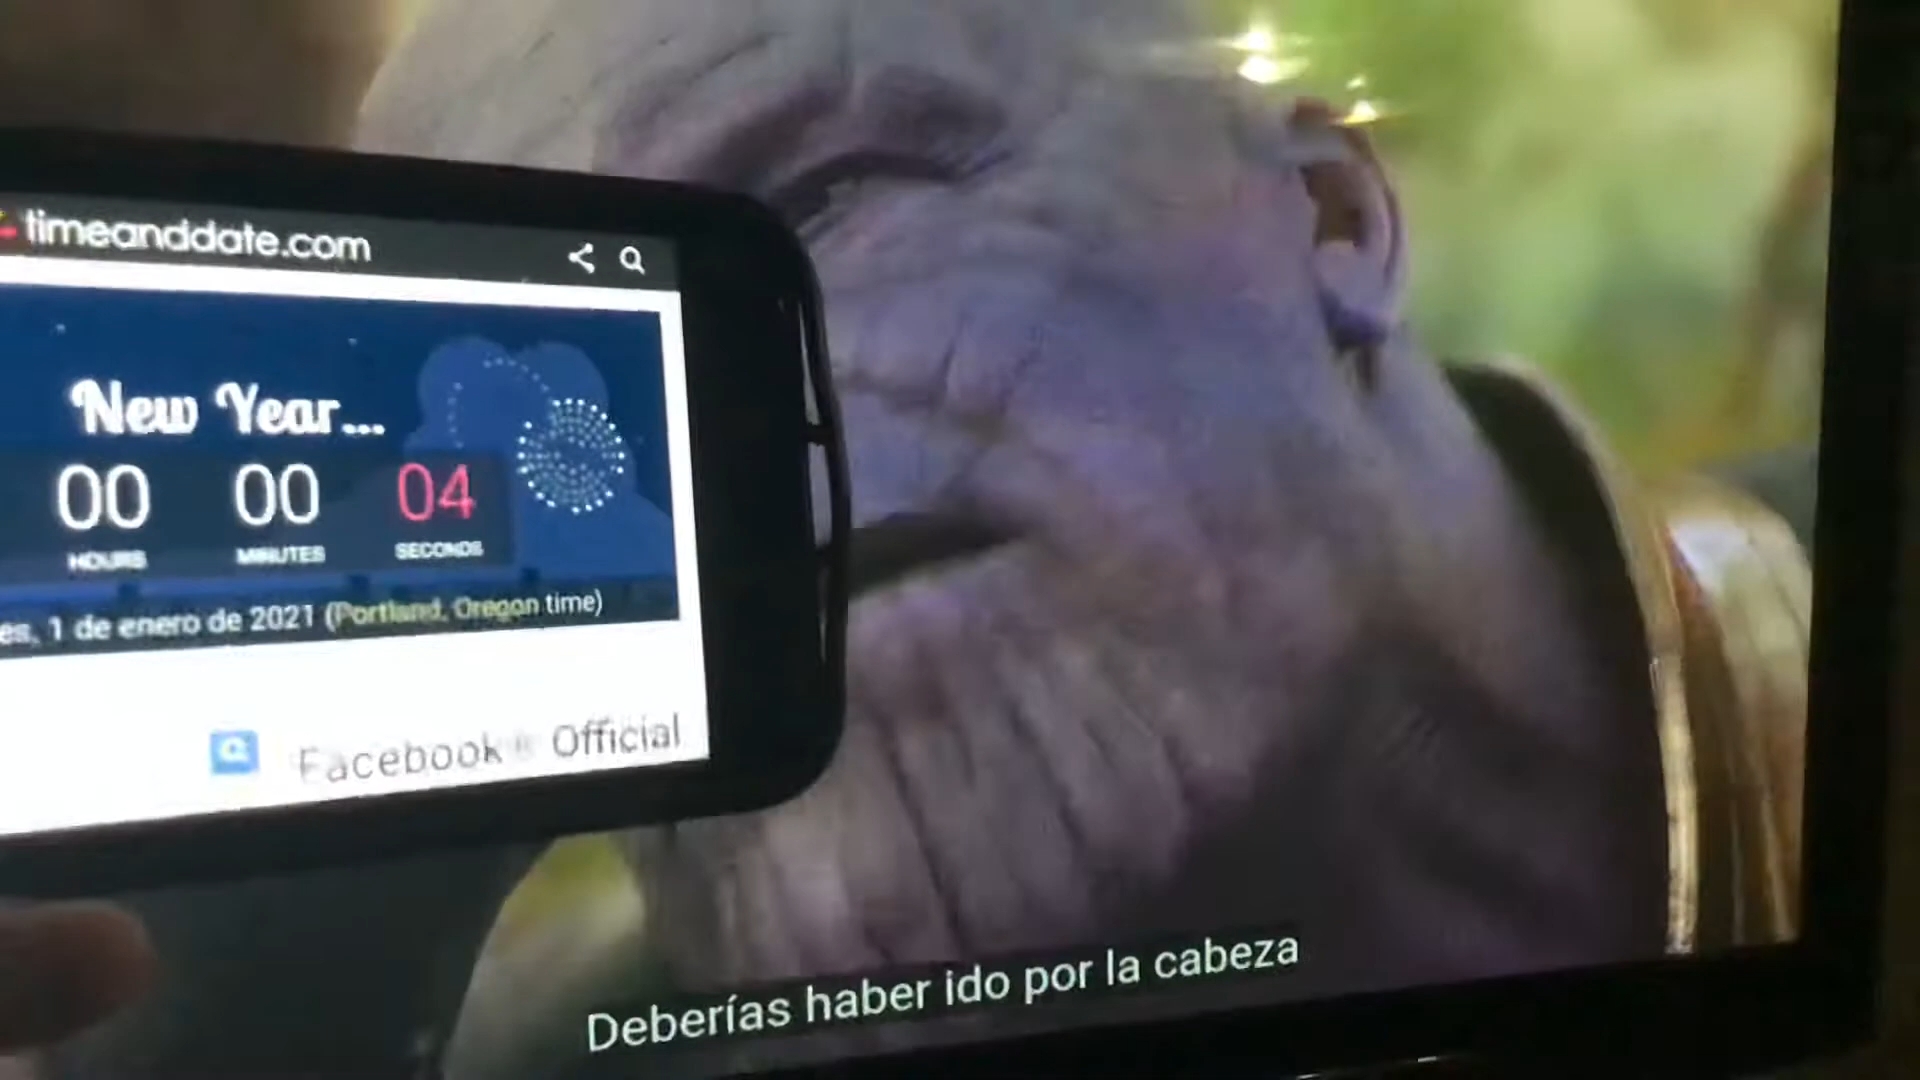 timeanddate.com
New Year...
00 00 04
HOURS MINUTES SECONDS
es, 1 de enero de 2021 (Portland, Oregon time)
Facebook® Official
Deberías haber ido por la cabeza